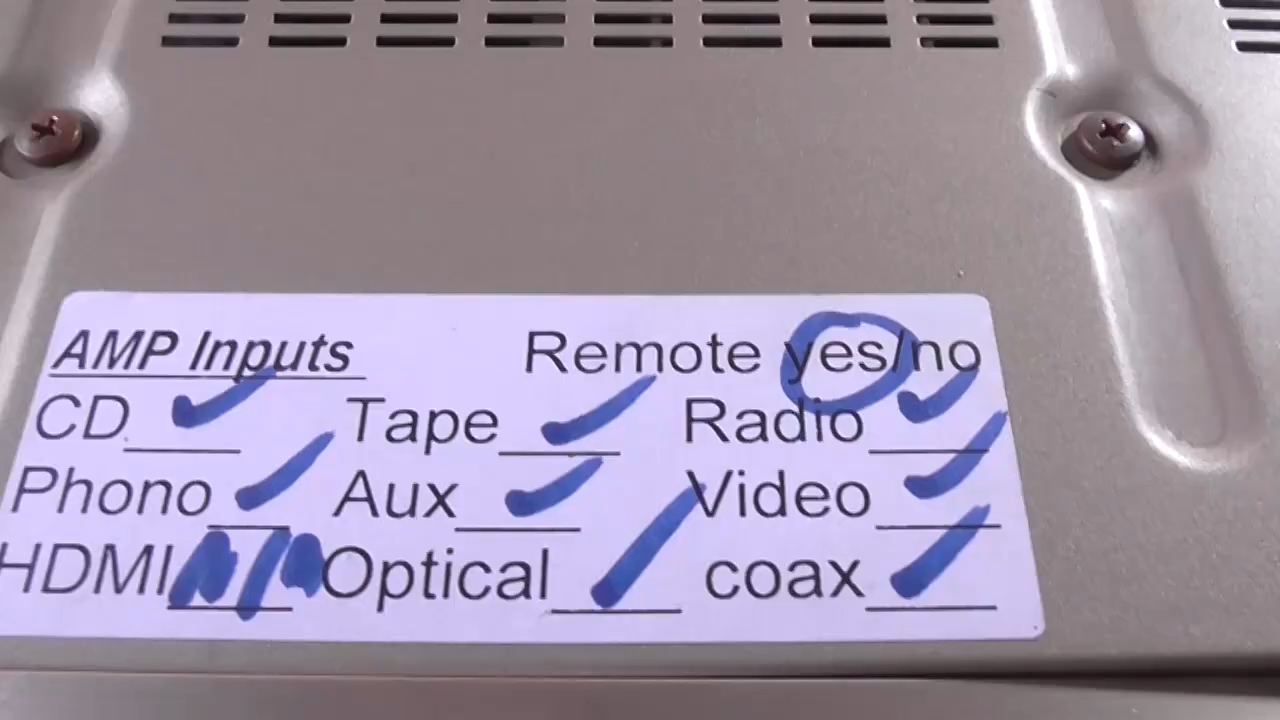 AMP Inputs Remote yes/no
CD ✓ Tape ✓ Radio ✓
Phono ✓ Aux ✓ Video ✓
HDMI N/A Optical ✓ coax ✓